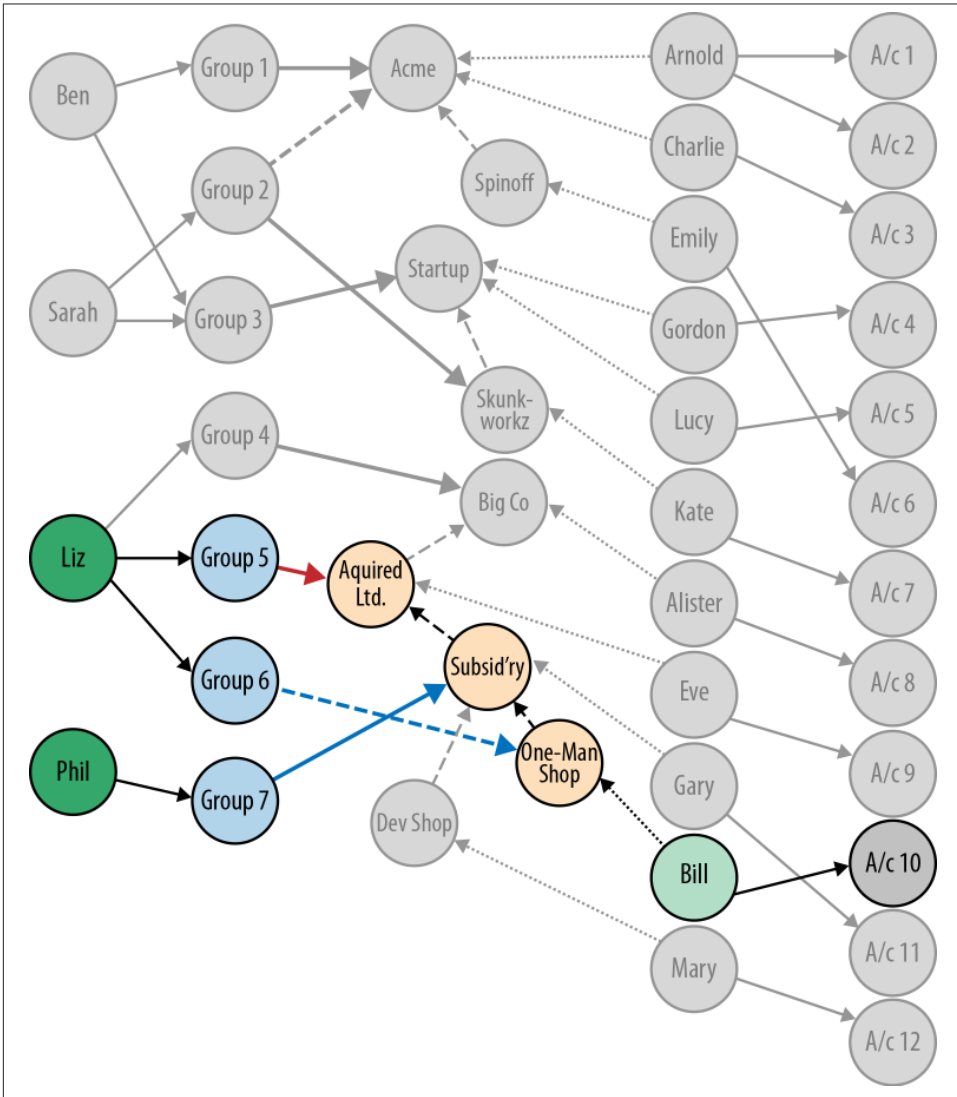 Ben
Sarah
Liz
Phil
Group 1
Group 2
Group 3
Group 4
Group 5
Group 6
Group 7
Acme
Spinoff
Startup
Skunk-
workz
Big Co
Aquired
Ltd.
Subsid'ry
One-Man
Shop
Dev Shop
Arnold
Charlie
Emily
Gordon
Lucy
Kate
Alister
Eve
Gary
Bill
Mary
A/c 1
A/c 2
A/c 3
A/c 4
A/c 5
A/c 6
A/c 7
A/c 8
A/c 9
A/c 10
A/c 11
A/c 12